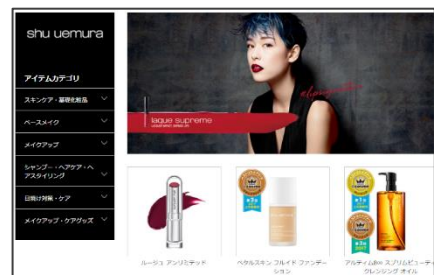 shu uemura
アイテムカテゴリ
スキンケア・基礎化粧品
ベースメイク
メイクアップ
シャンプー・ヘアケア・ヘ
アスタイリング
日焼け対策・ケア
メイクアップ・ケアグッズ
laque supreme
ルージュ アンリミテッド
ペタルスキン フルイド ファンデー
ション
アルティム8∞ スブリムビューティ
クレンジング オイル